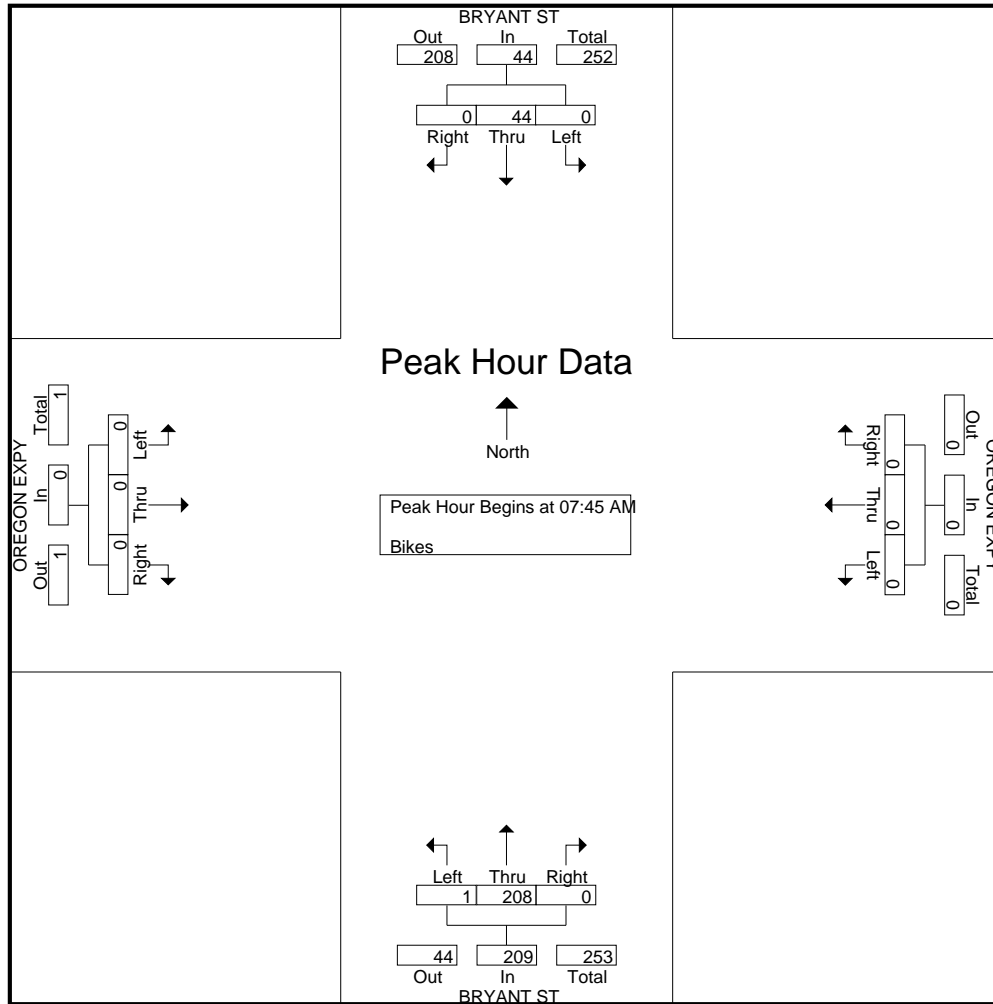 BRYANT ST
Out In Total
208 44 252
0 44 0
Right Thru Left
Peak Hour Data
North
Peak Hour Begins at 07:45 AM
Bikes
OREGON EXPY
Total In Out
1 0 1
0 0 0
Left Thru Right
OREGON EXPY
Out In Total
0 0 0
Right Thru Left
0 0 0
Left Thru Right
1 208 0
44 209 253
Out In Total
BRYANT ST